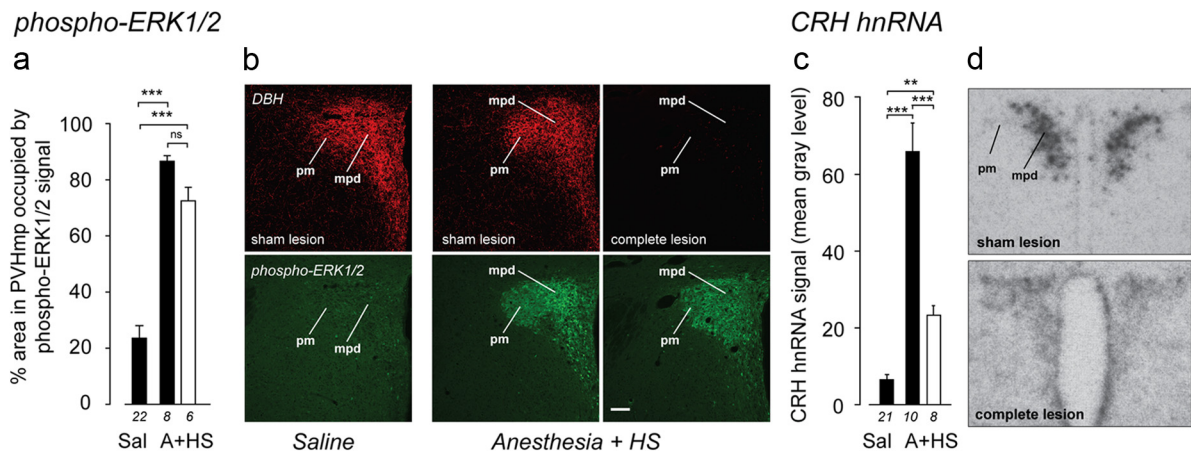 phospho-ERK1/2
CRH hnRNA
a
b
c
d
% area in PVHmp occupied by
phospho-ERK1/2 signal
100
80
60
40
20
0
***
***
ns
22
8
6
Sal
A+HS
DBH
pm
mpd
sham lesion
mpd
pm
sham lesion
complete lesion
phospho-ERK1/2
pm
mpd
mpd
pm
mpd
pm
Saline
Anesthesia + HS
CRH hnRNA signal (mean gray level)
80
60
40
20
0
**
***
***
21
10
8
Sal
A+HS
pm
mpd
sham lesion
complete lesion